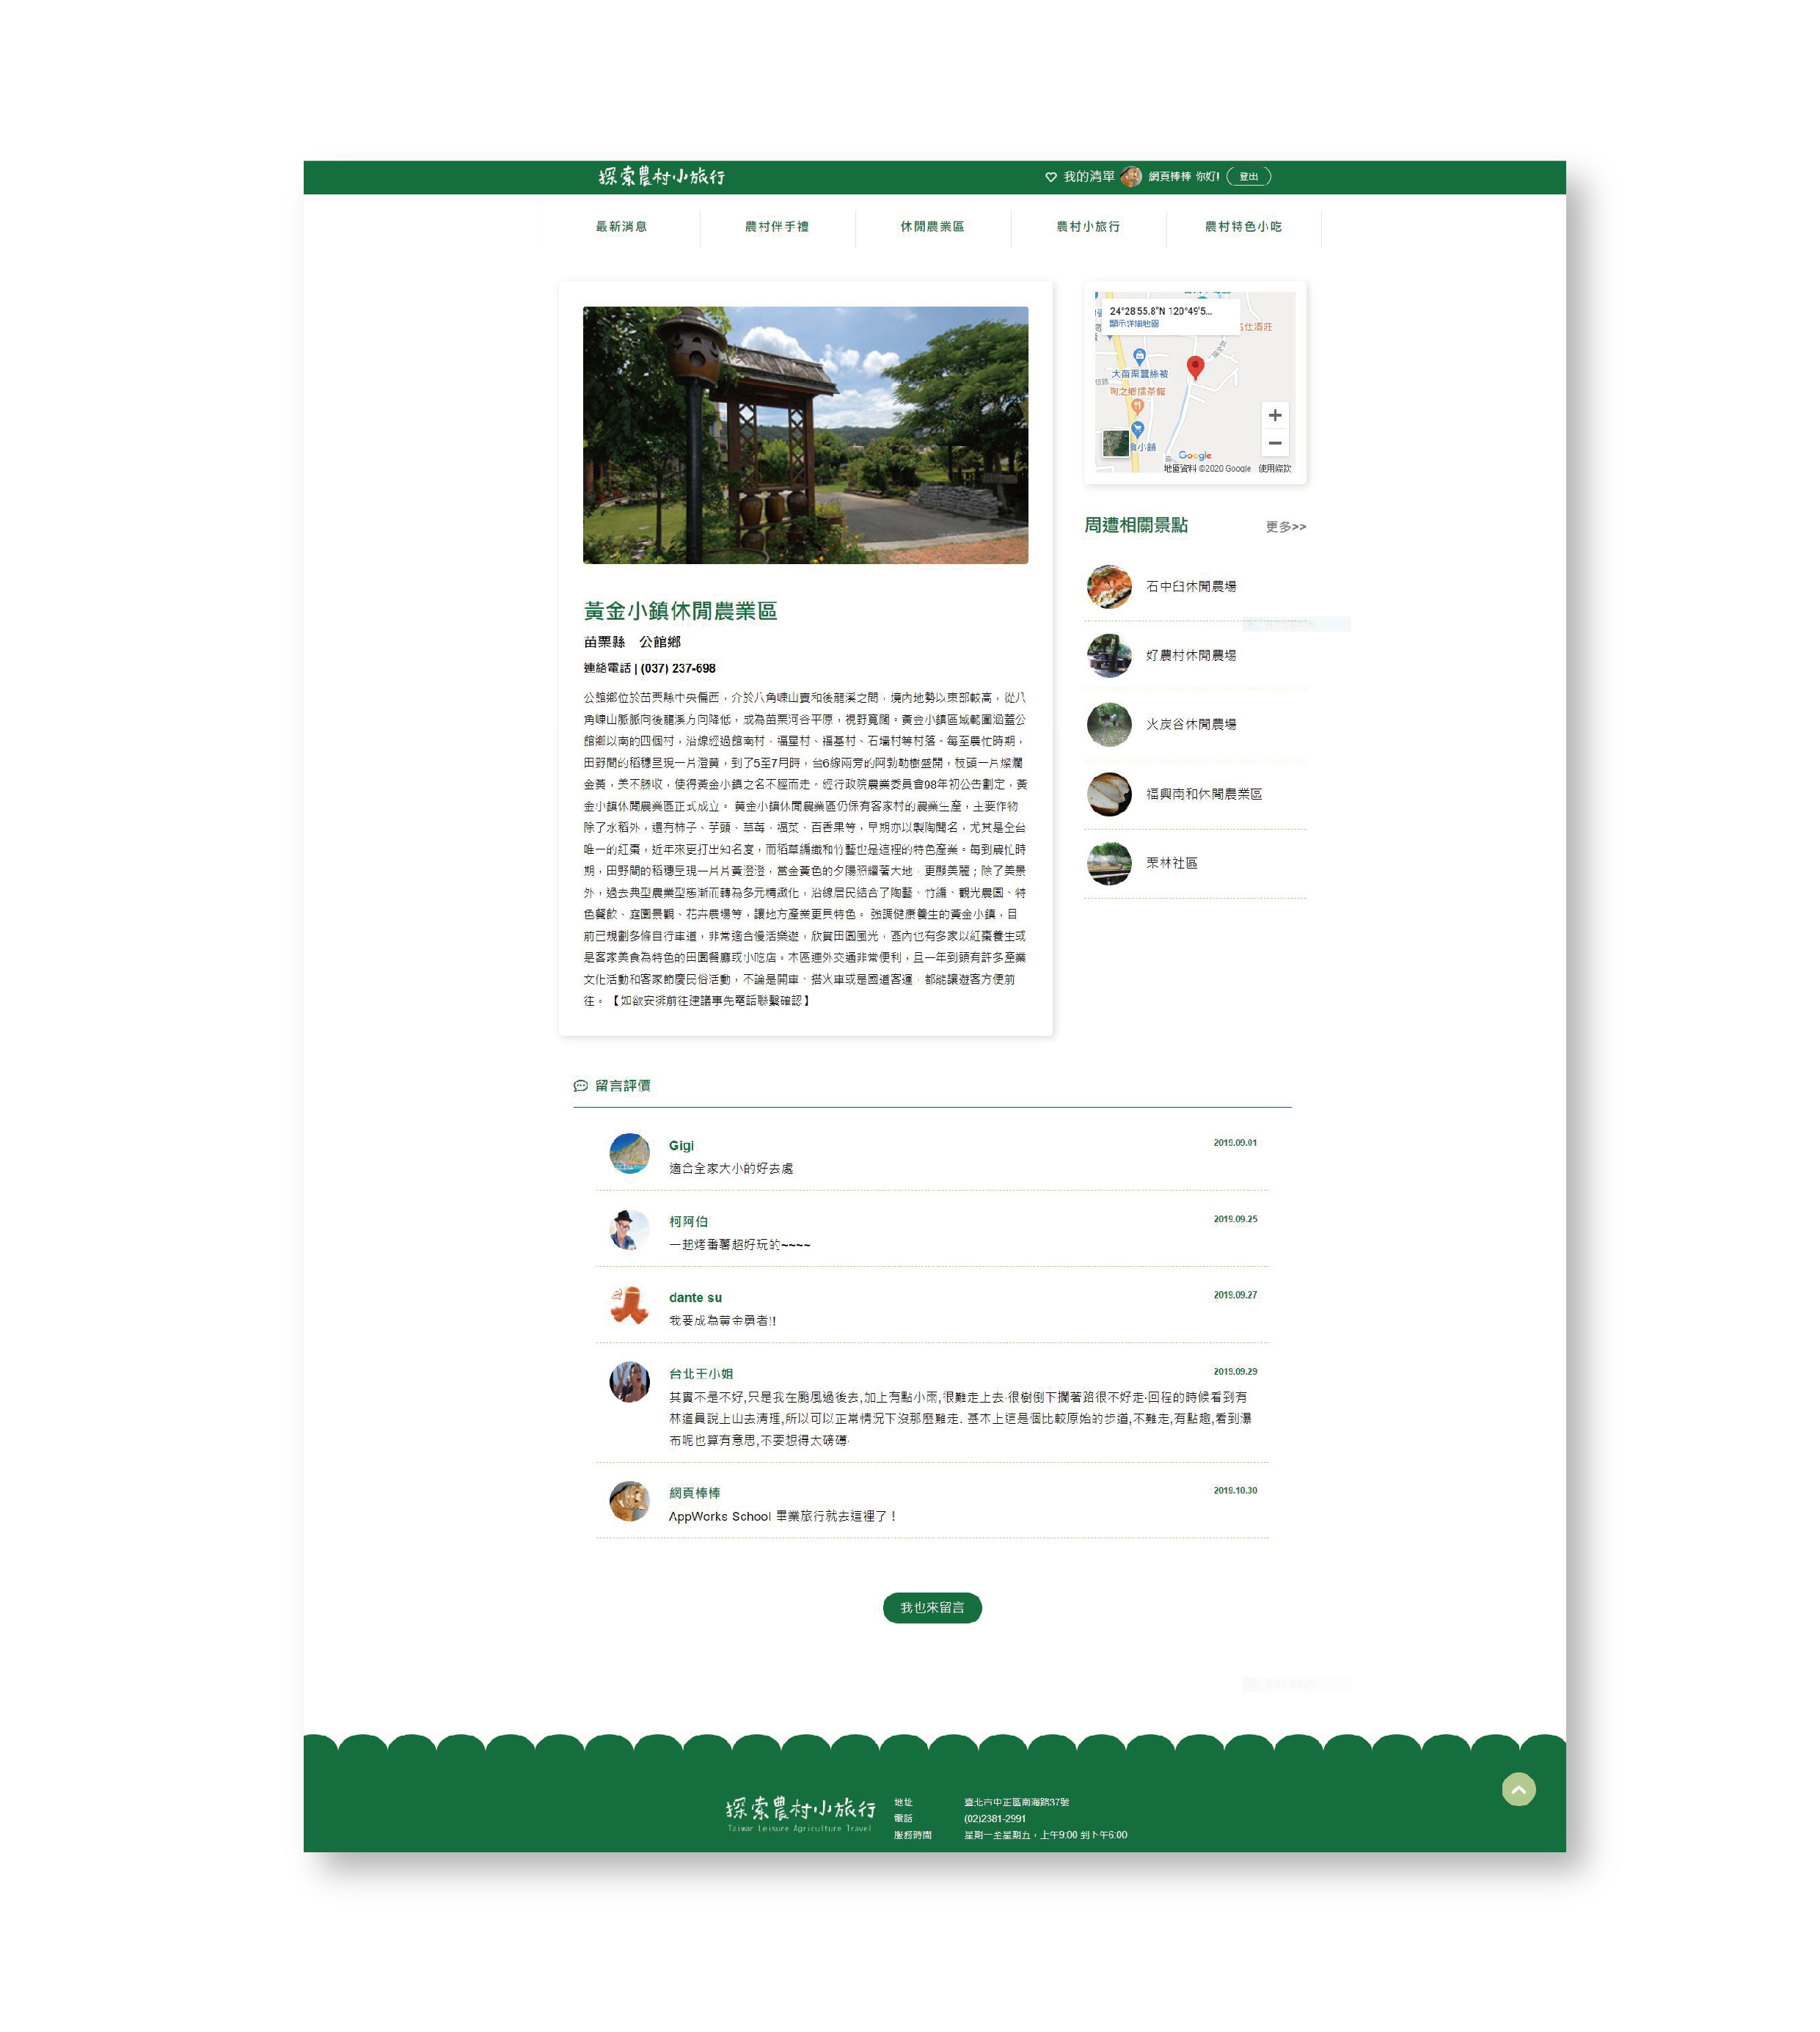 探索農村小旅行
我的清單
網頁棒棒 你好!
登出
最新消息
農村伴手禮
休閒農業區
農村小旅行
農村特色小吃
24°28'55.8"N 120°49'5...
顯示詳細地圖
名仕酒莊
福全路
大苗栗蠶絲被
陶之鄉擂茶館
小鋪
Google
地圖資料 ©2020 Google 使用條款
黃金小鎮休閒農業區
苗栗縣 公館鄉
連絡電話 | (037) 237-698
公館鄉位於苗栗縣中央偏西，介於八角崠山賣和後龍溪之間，境內地勢以東部較高，從八
角崠山脈脈向後龍溪方向降低，成為苗栗河谷平原，視野寬闊。黃金小鎮區域範圍涵蓋公
館鄉以南的四個村，沿線經過館南村、福星村、福基村、石墻村等村落。每至農忙時期，
田野間的稻穗呈現一片澄黃，到了5至7月時，台6線兩旁的阿勃勒樹盛開，枝頭一片燦爛
金黃，美不勝收，使得黃金小鎮之名不脛而走。經行政院農業委員會98年初公告劃定，黃
金小鎮休閒農業區正式成立。 黃金小鎮休閒農業區仍保有客家村的農業生產，主要作物
除了水稻外，還有柿子、芋頭、草莓、福菜、百香果等，早期亦以製陶聞名，尤其是全台
唯一的紅棗，近年來更打出知名度，而稻草編織和竹藝也是這裡的特色產業。每到農忙時
期，田野間的稻穗呈現一片片黃澄澄，當金黃色的夕陽照耀著大地，更顯美麗；除了美景
外，過去典型農業型態漸而轉為多元精緻化，沿線居民結合了陶藝、竹編、觀光農園、特
色餐飲、庭園景觀、花卉農場等，讓地方產業更具特色。 強調健康養生的黃金小鎮，目
前已規劃多條自行車道，非常適合慢活樂遊，欣賞田園風光，區內也有多家以紅棗養生或
是客家美食為特色的田園餐廳或小吃店。本區連外交通非常便利，且一年到頭有許多產業
文化活動和客家節慶民俗活動，不論是開車、搭火車或是國道客運，都能讓遊客方便前
往。【如欲安排前往建議事先電話聯繫確認】
周遭相關景點
更多>>
石中臼休閒農場
好農村休閒農場
火炭谷休閒農場
福興南和休閒農業區
栗林社區
留言評價
Gigi
2019.09.01
適合全家大小的好去處
柯阿伯
2019.09.25
一起烤番薯超好玩的~~~~
dante su
2019.09.27
我要成為黃金勇者!!
台北王小姐
2019.09.29
其實不是不好,只是我在颱風過後去,加上有點小雨,很難走上去·很樹倒下攔著路很不好走·回程的時候看到有
林道員說上山去清理,所以可以正常情況下沒那麼難走. 基本上這是個比較原始的步道,不難走,有點趣,看到瀑
布呢也算有意思,不要想得太磅礴·
網頁棒棒
2019.10.30
AppWorks School 畢業旅行就去這裡了！
我也來留言
探索農村小旅行
Taiwan Leisure Agriculture Travel
地址 臺北市中正區南海路37號
電話 (02)2381-2991
服務時間 星期一至星期五，上午9:00 到下午6:00